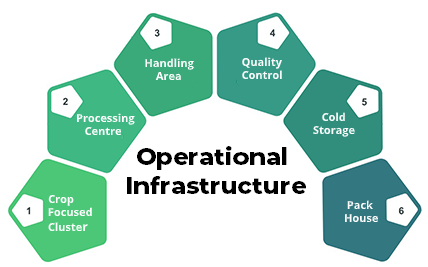 1
Crop
Focused
Cluster
2
Processing
Centre
3
Handling
Area
4
Quality
Control
5
Cold
Storage
Pack
House
6
Operational
Infrastructure